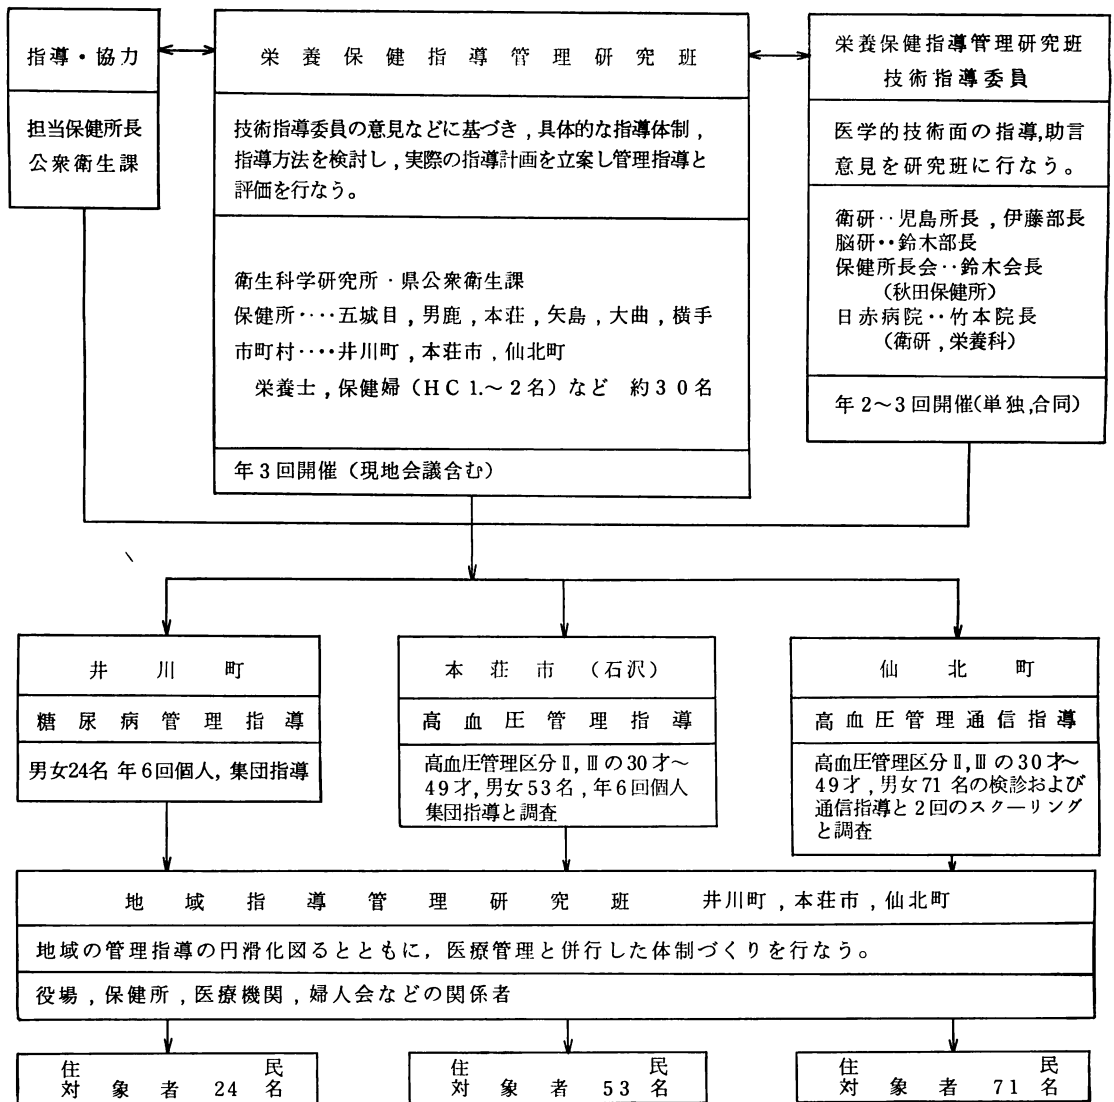 指導・協力
担当保健所長
公衆衛生課
栄養保健指導管理研究班
技術指導委員の意見などに基づき,具体的な指導体制,
指導方法を検討し,実際の指導計画を立案し管理指導と
評価を行なう。
衛生科学研究所・県公衆衛生課
保健所‥‥五城目,男鹿,本荘,矢島,大曲,横手
市町村‥‥井川町,本荘市,仙北町
栄養士,保健婦(HC1.~2名)など 約30名
年3回開催(現地会議含む)
栄養保健指導管理研究班
技術指導委員
医学的技術面の指導,助言
意見を研究班に行なう。
衛研‥児島所長,伊藤部長
脳研‥鈴木部長
保健所長会‥鈴木会長
(秋田保健所)
日赤病院‥竹本院長
(衛研,栄養科)
年2~3回開催(単独,合同)
井川町
糖尿病管理指導
男女24名 年6回個人,集団指導
本荘市(石沢)
高血圧管理指導
高血圧管理区分Ⅱ,Ⅲの30才~
49才,男女53名,年6回個人
集団指導と調査
仙北町
高血圧管理通信指導
高血圧管理区分Ⅱ,Ⅲの30才~
49才,男女71名の検診および
通信指導と2回のスクーリング
と調査
地域指導管理研究班 井川町,本荘市,仙北町
地域の管理指導の円滑化図るとともに,医療管理と併行した体制づくりを行なう。
役場,保健所,医療機関,婦人会などの関係者
住民
対象者24名
住民
対象者53名
住民
対象者71名